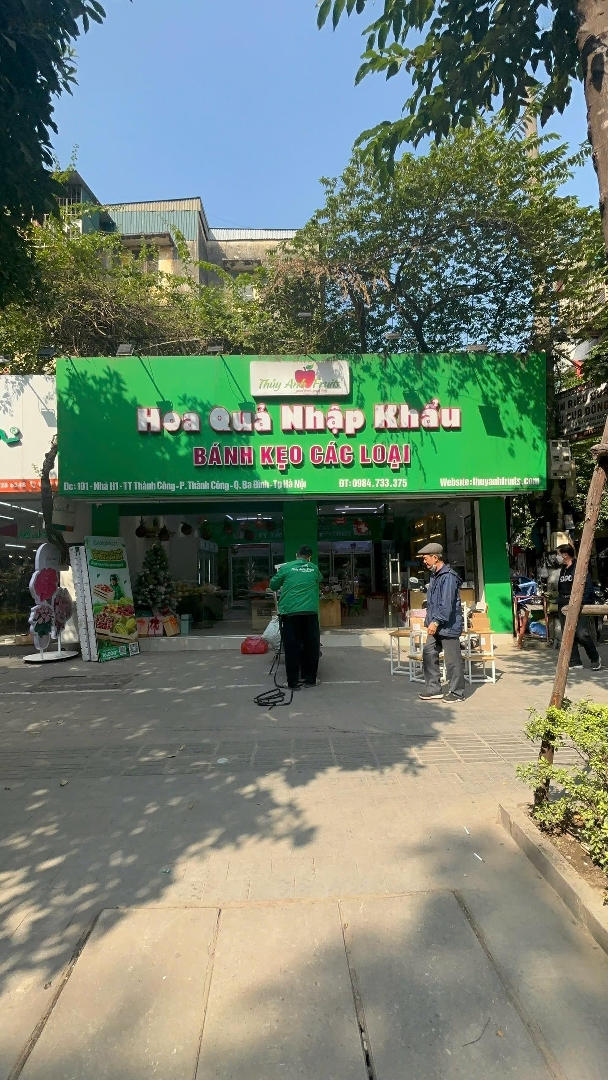 Thúy Anh Fruits
Hoa Quả Nhập Khẩu
BÁNH KẸO CÁC LOẠI
Đc: 101 - Nhà H1 - TT Thành Công - P. Thành Công - Q. Ba Đình - Tp Hà Nội
ĐT: 0984.733.375
Website: thuyanhfruits.com